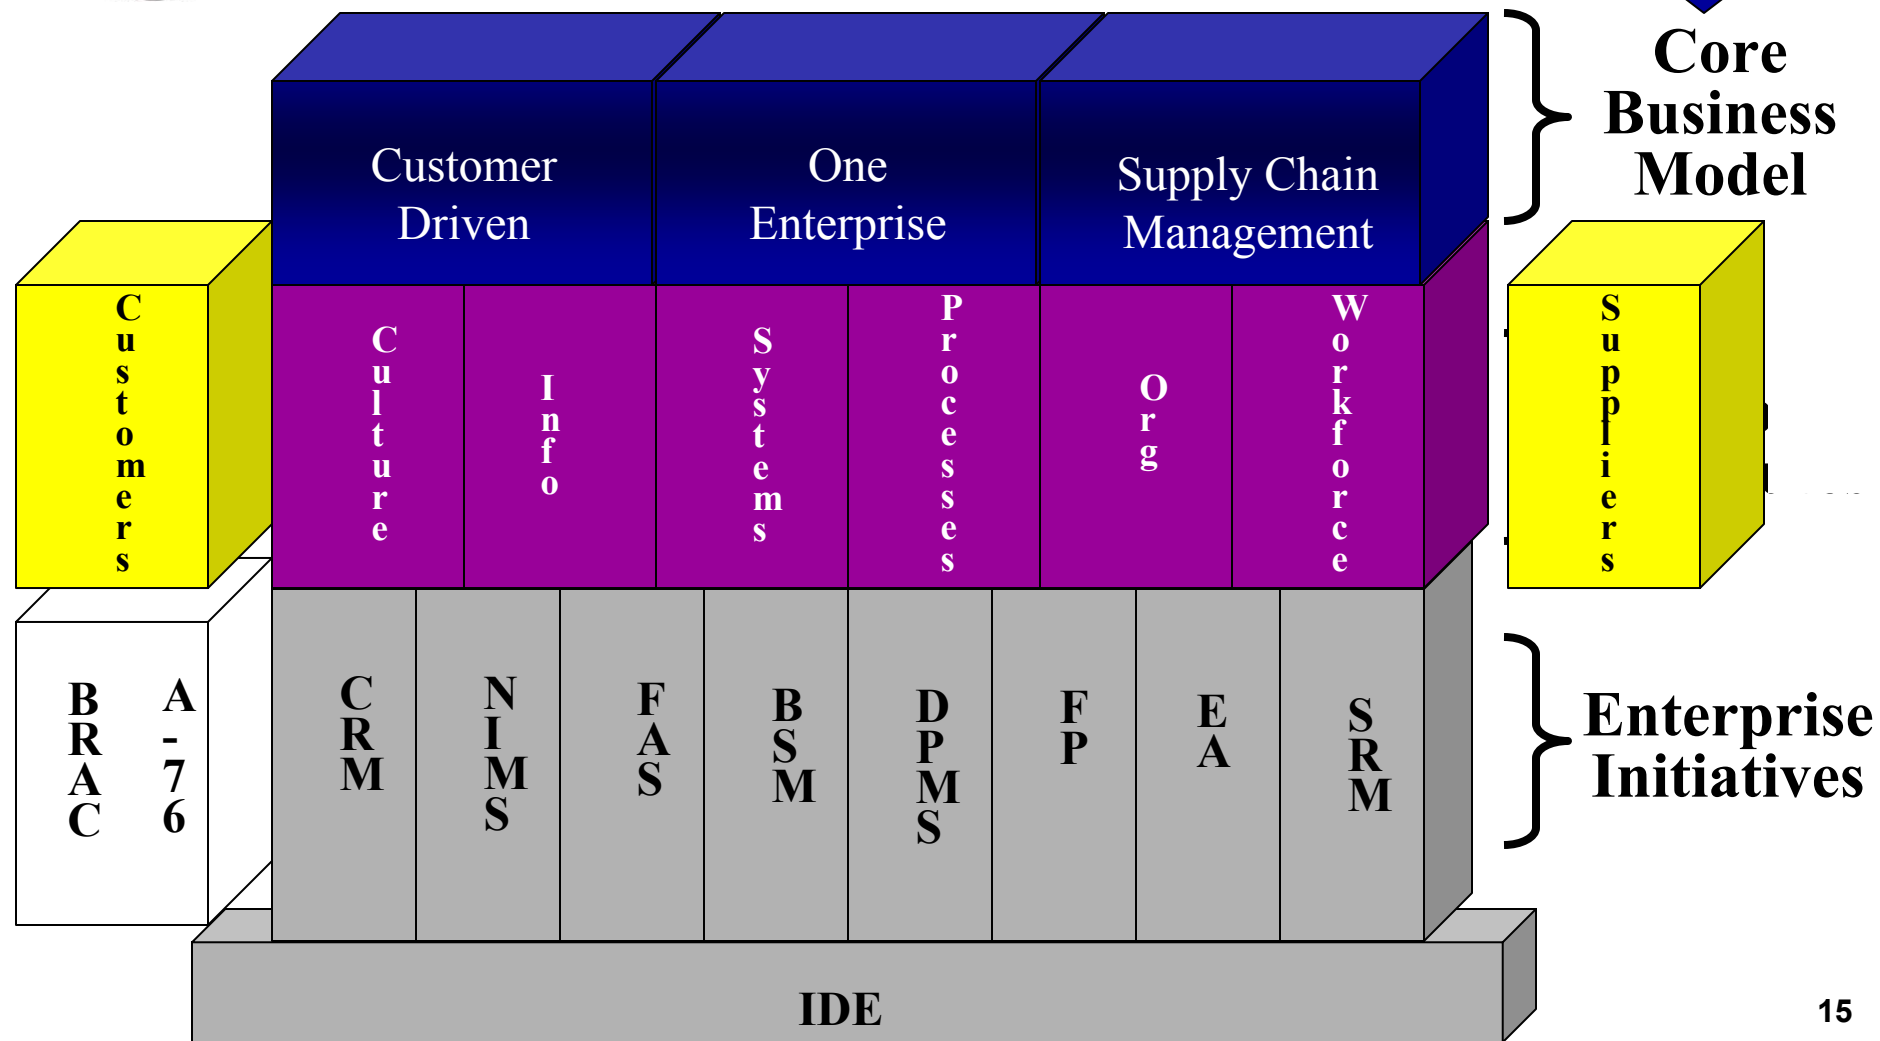 Core
Business
Model
Customer
Driven
One
Enterprise
Supply Chain
Management
Customers
Culture
Info
Systems
Processes
Org
Workforce
Suppliers
BRAC
A-76
CRM
NIMS
FAS
BSM
DPMS
FP
EA
SRM
Enterprise
Initiatives
IDE
15